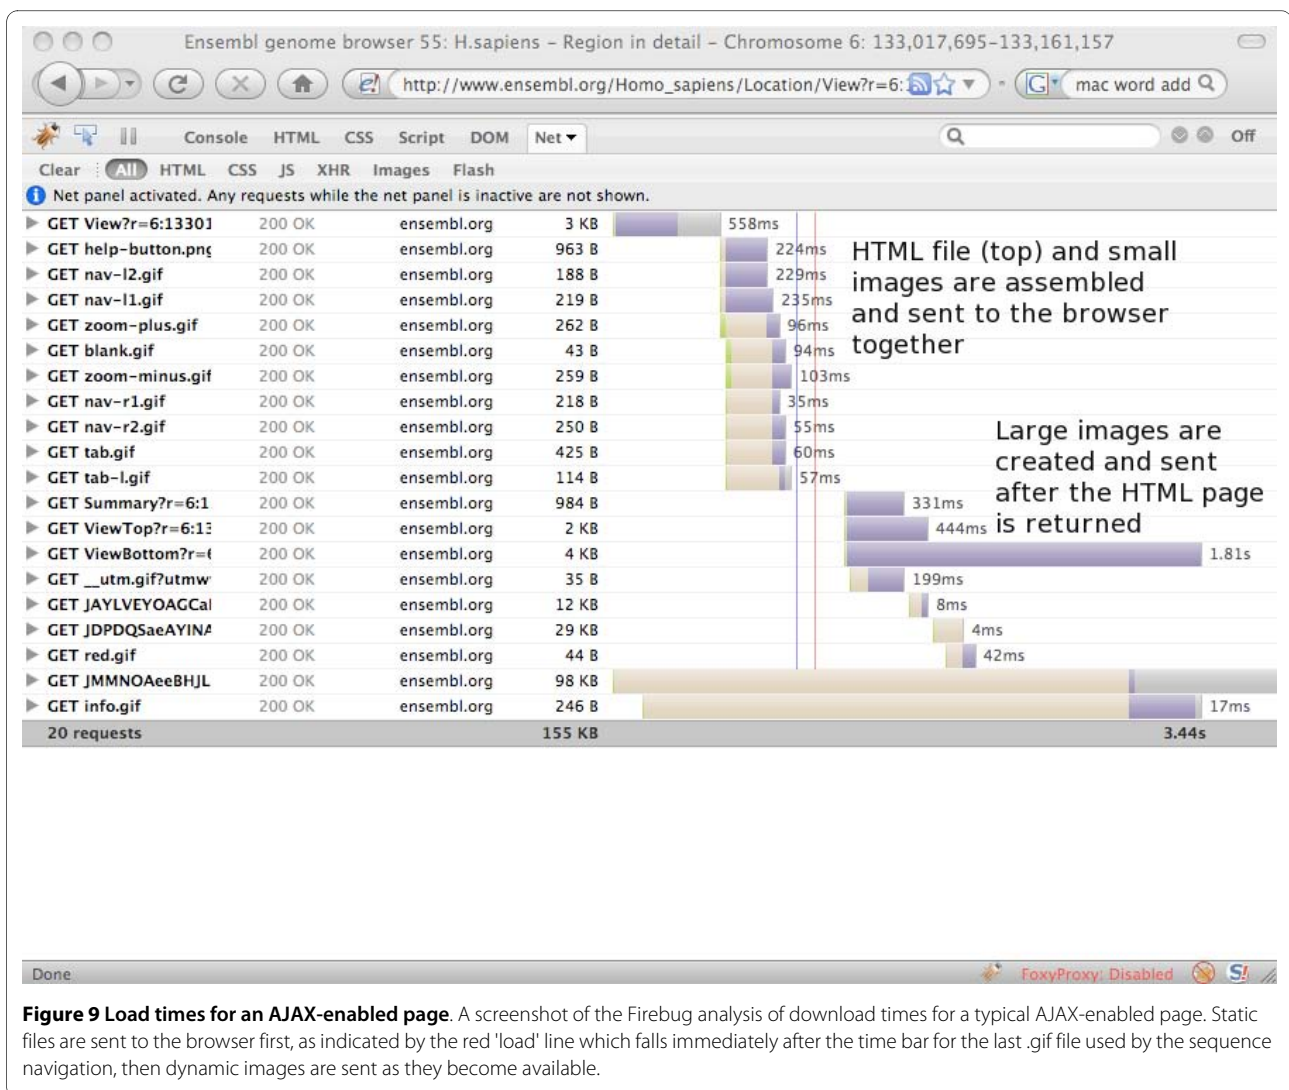 Ensembl genome browser 55: H.sapiens – Region in detail – Chromosome 6: 133,017,695–133,161,157
http://www.ensembl.org/Homo_sapiens/Location/View?r=6: G mac word add
Console HTML CSS Script DOM Net Off
Clear All HTML CSS JS XHR Images Flash
Net panel activated. Any requests while the net panel is inactive are not shown.
GET View?r=6:13301 200 OK ensembl.org 3 KB 558ms
GET help-button.png 200 OK ensembl.org 963 B 224ms
GET nav-l2.gif 200 OK ensembl.org 188 B 229ms
GET nav-l1.gif 200 OK ensembl.org 219 B 235ms
GET zoom-plus.gif 200 OK ensembl.org 262 B 96ms
GET blank.gif 200 OK ensembl.org 43 B 94ms
GET zoom-minus.gif 200 OK ensembl.org 259 B 103ms
GET nav-r1.gif 200 OK ensembl.org 218 B 35ms
GET nav-r2.gif 200 OK ensembl.org 250 B 55ms
GET tab.gif 200 OK ensembl.org 425 B 60ms
GET tab-l.gif 200 OK ensembl.org 114 B 57ms
GET Summary?r=6:1 200 OK ensembl.org 984 B 331ms
GET ViewTop?r=6:13 200 OK ensembl.org 2 KB 444ms
GET ViewBottom?r=6 200 OK ensembl.org 4 KB 1.81s
GET __utm.gif?utmw 200 OK ensembl.org 35 B 199ms
GET JAYLVEYOAGCal 200 OK ensembl.org 12 KB 8ms
GET JDPDQSaeAYINA 200 OK ensembl.org 29 KB 4ms
GET red.gif 200 OK ensembl.org 44 B 42ms
GET JMMNOAeeBHJL 200 OK ensembl.org 98 KB
GET info.gif 200 OK ensembl.org 246 B 17ms
20 requests 155 KB 3.44s
HTML file (top) and small
images are assembled
and sent to the browser
together
Large images are
created and sent
after the HTML page
is returned
Done FoxyProxy: Disabled S!
Figure 9 Load times for an AJAX-enabled page. A screenshot of the Firebug analysis of download times for a typical AJAX-enabled page. Static
files are sent to the browser first, as indicated by the red 'load' line which falls immediately after the time bar for the last .gif file used by the sequence
navigation, then dynamic images are sent as they become available.